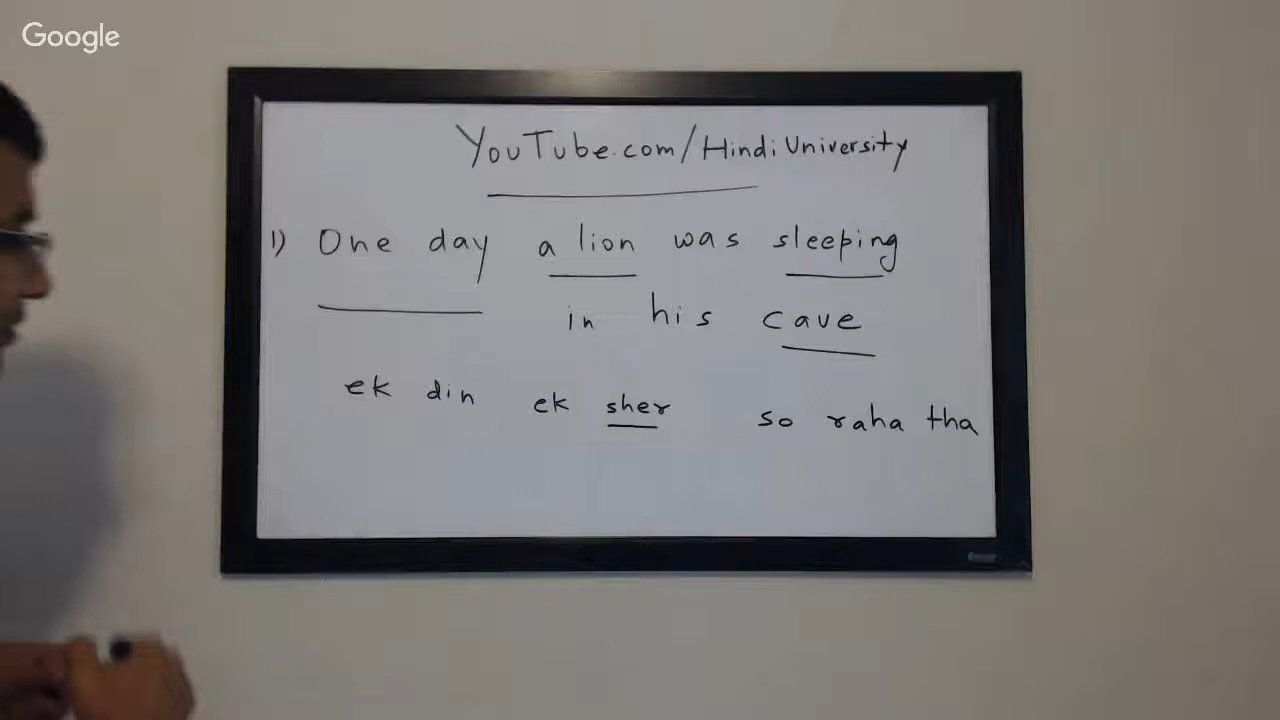 Google
YouTube.com/HindiUniversity
1) One day a lion was sleeping
in his cave
ek din ek sher so raha tha